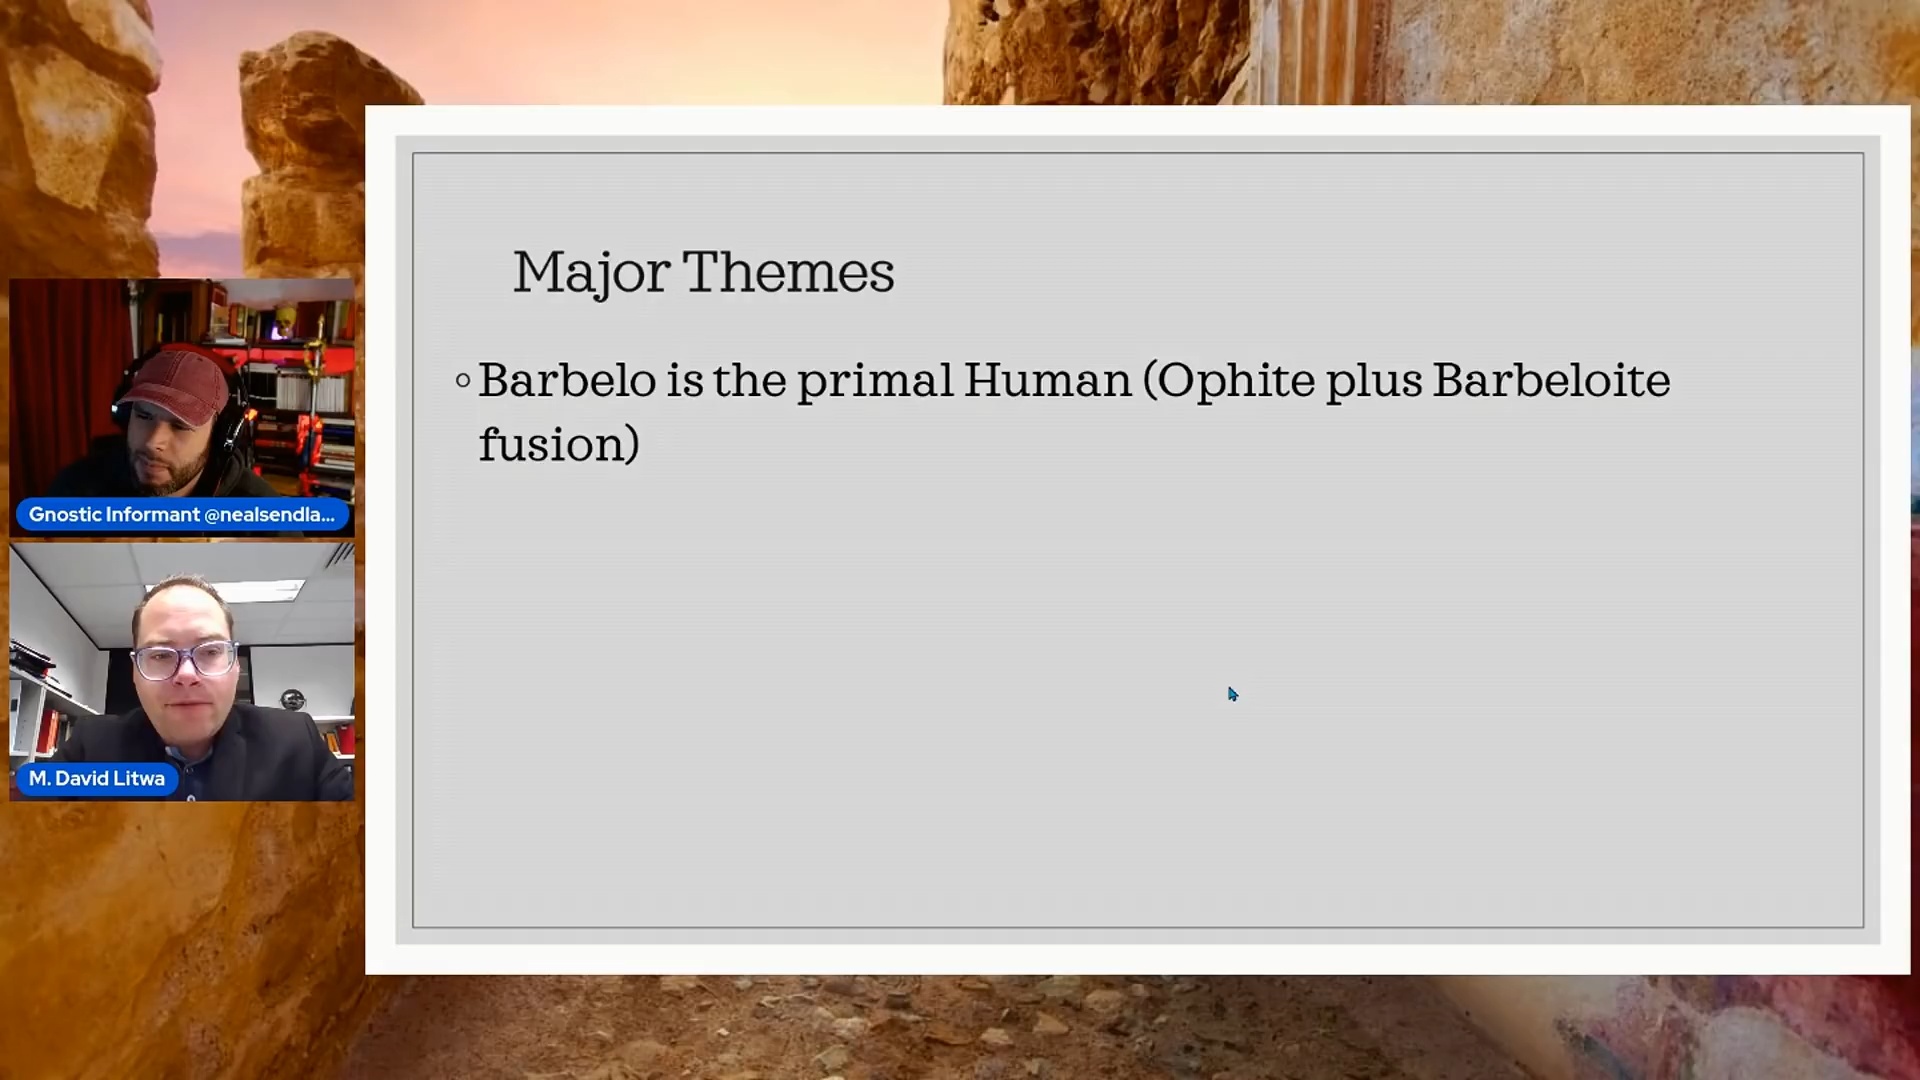 Major Themes
Barbelo is the primal Human (Ophite plus Barbeloite
fusion)
Gnostic Informant @nealsendla...
M. David Litwa